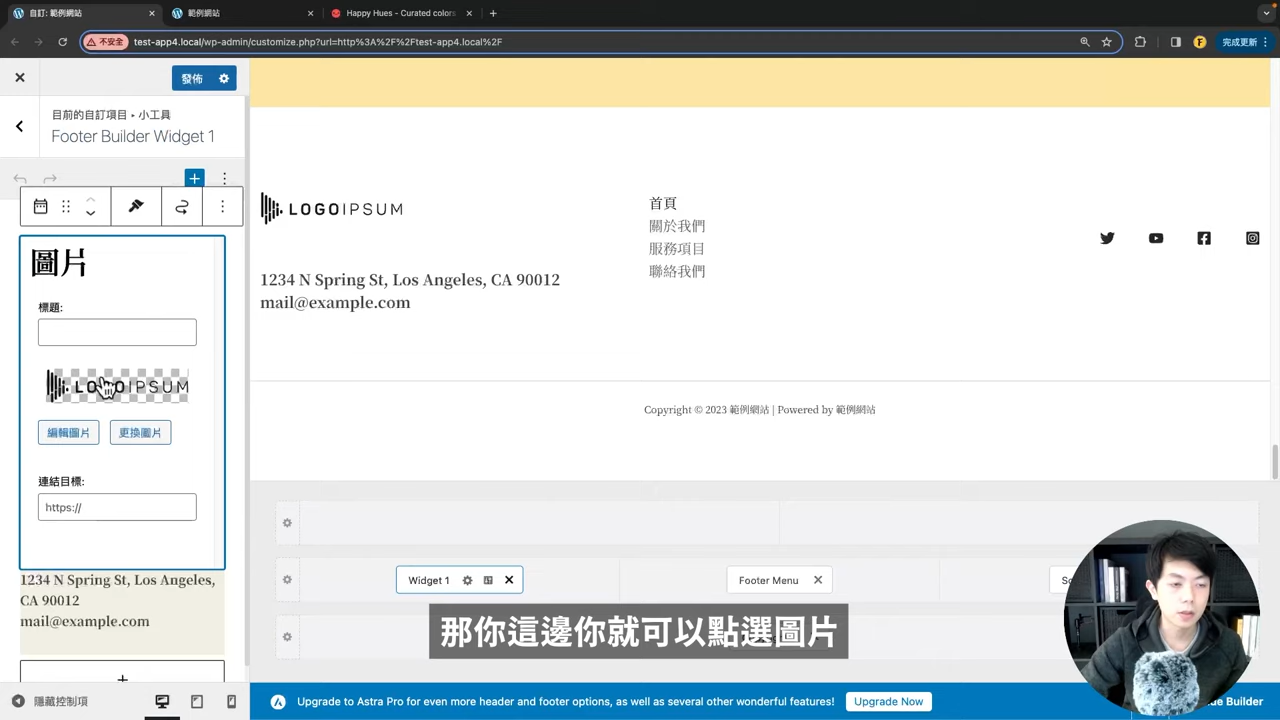 自訂: 範例網站
範例網站
Happy Hues - Curated colors
不安全
test-app4.local/wp-admin/customize.php?url=http%3A%2F%2Ftest-app4.local%2F
完成更新
發佈
目前的自訂項目 ▸ 小工具
Footer Builder Widget 1
圖片
標題:
LOGOIPSUM
編輯圖片
更換圖片
連結目標:
https://
1234 N Spring St, Los Angeles,
CA 90012
mail@example.com
隱藏控制項
LOGOIPSUM
1234 N Spring St, Los Angeles, CA 90012
mail@example.com
首頁
關於我們
服務項目
聯絡我們
Copyright © 2023 範例網站 | Powered by 範例網站
Widget 1
Footer Menu
那你這邊你就可以點選圖片
Upgrade to Astra Pro for even more header and footer options, as well as several other wonderful features!
Upgrade Now
Builder